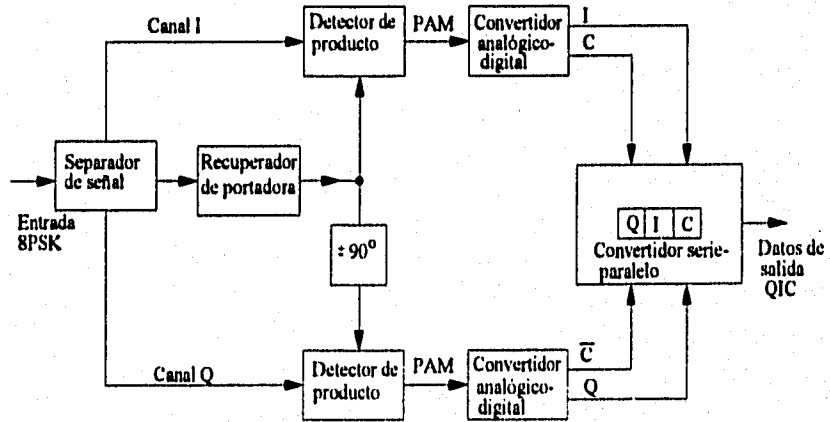 Canal I
Detector de
producto
PAM
Convertidor
analógico-
digital
I
C
Separador
de señal
Recuperador
de portadora
Entrada
8PSK
±90°
Q I C
Convertidor serie-
paralelo
Datos de
salida
QIC
Canal Q
Detector de
producto
PAM
Convertidor
analógico-
digital
C̅
Q